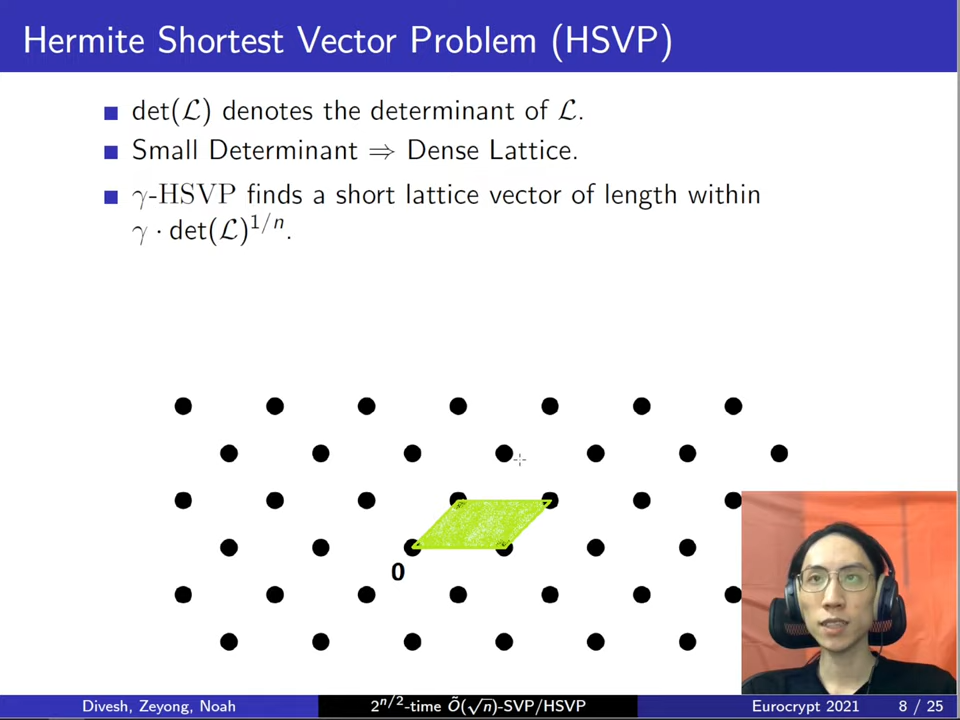 Hermite Shortest Vector Problem (HSVP)
det(ℒ) denotes the determinant of ℒ.
Small Determinant ⇒ Dense Lattice.
γ-HSVP finds a short lattice vector of length within
γ · det(ℒ)^{1/n}.
0
Divesh, Zeyong, Noah 2^{n/2}-time Õ(√n)-SVP/HSVP Eurocrypt 2021 8 / 25